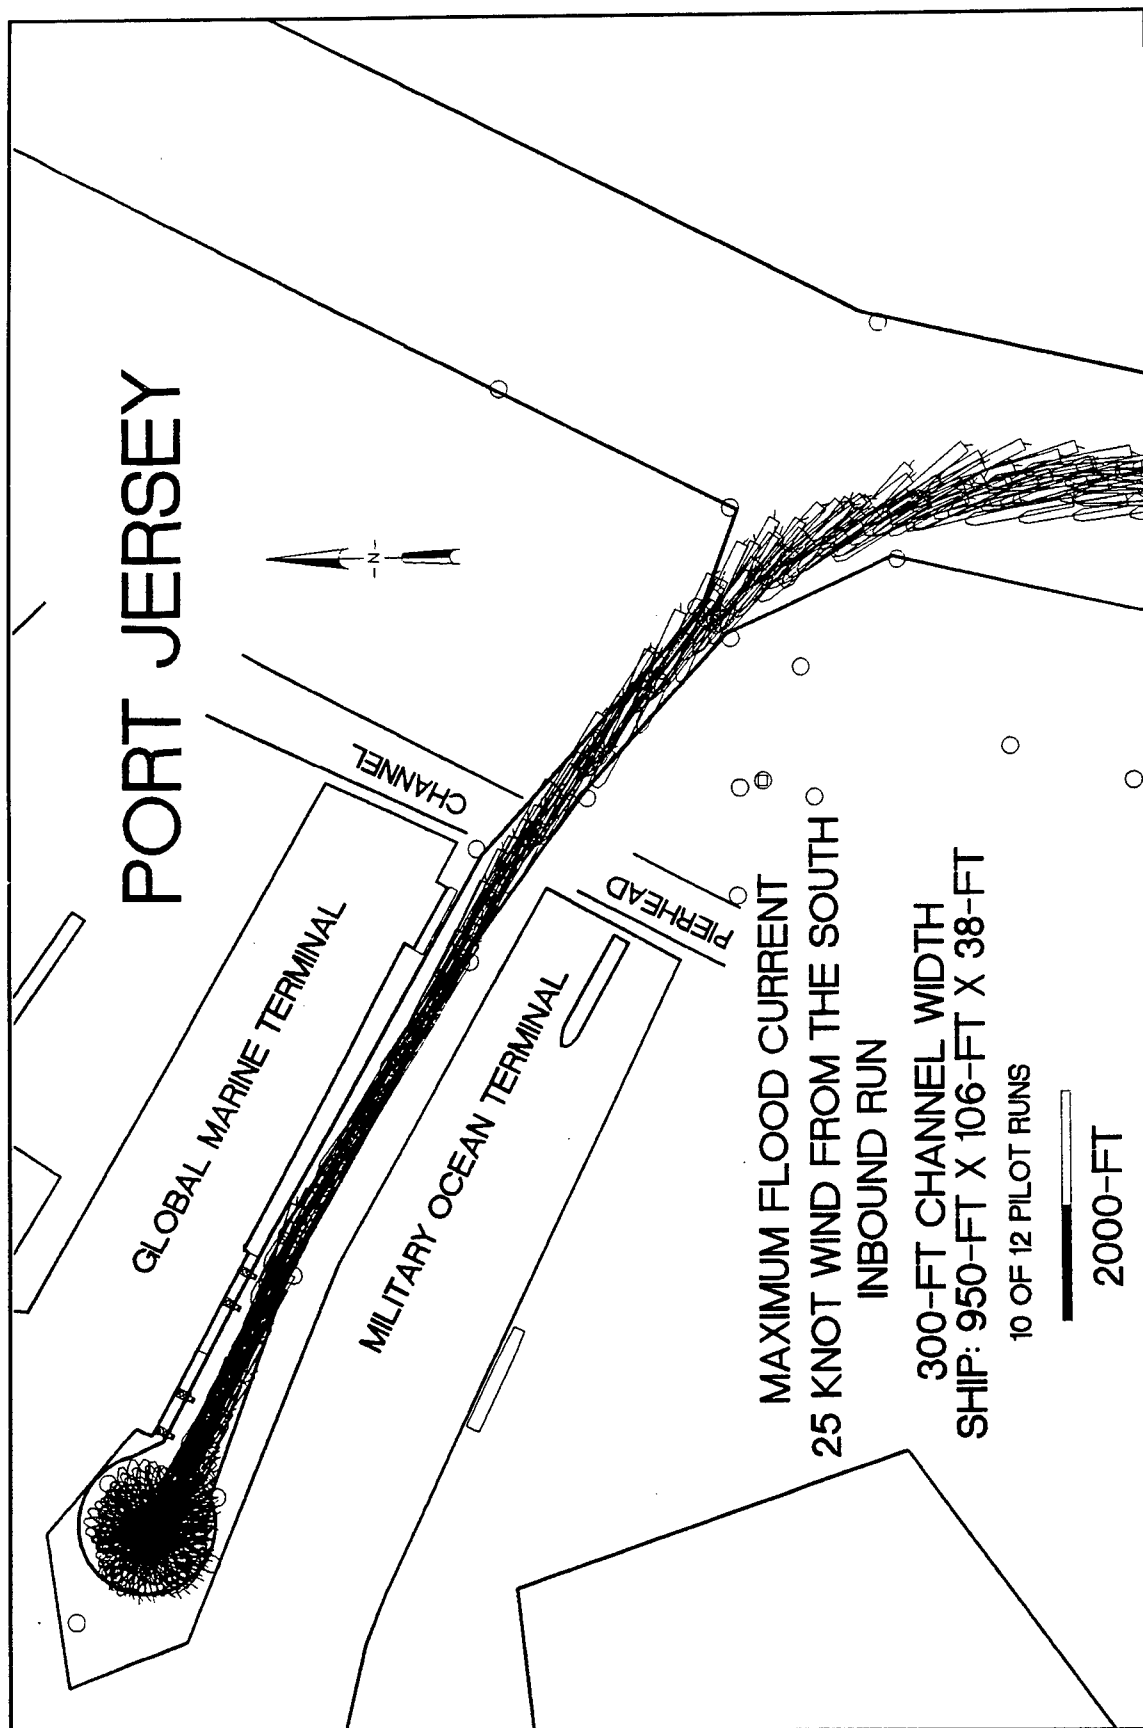 PORT JERSEY
-N-
CHANNEL
GLOBAL MARINE TERMINAL
PIERHEAD
MILITARY OCEAN TERMINAL
MAXIMUM FLOOD CURRENT
25 KNOT WIND FROM THE SOUTH
INBOUND RUN
300-FT CHANNEL WIDTH
SHIP: 950-FT X 106-FT X 38-FT
10 OF 12 PILOT RUNS
2000-FT